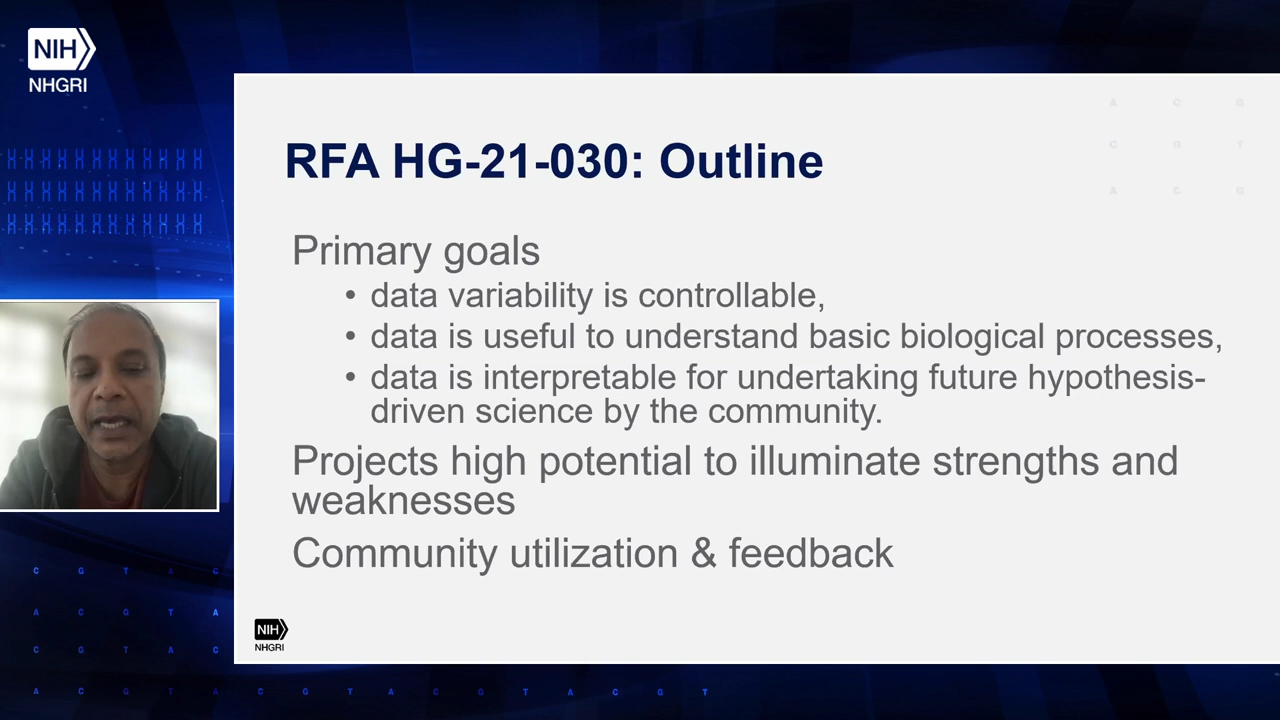 NIH
NHGRI
RFA HG-21-030: Outline
Primary goals
• data variability is controllable,
• data is useful to understand basic biological processes,
• data is interpretable for undertaking future hypothesis-
driven science by the community.
Projects high potential to illuminate strengths and
weaknesses
Community utilization & feedback
NIH
NHGRI
A C G
C G T
A C G
C G T A C
A C G T A
C G T A C
A C G T A C G T A C G T A C G T